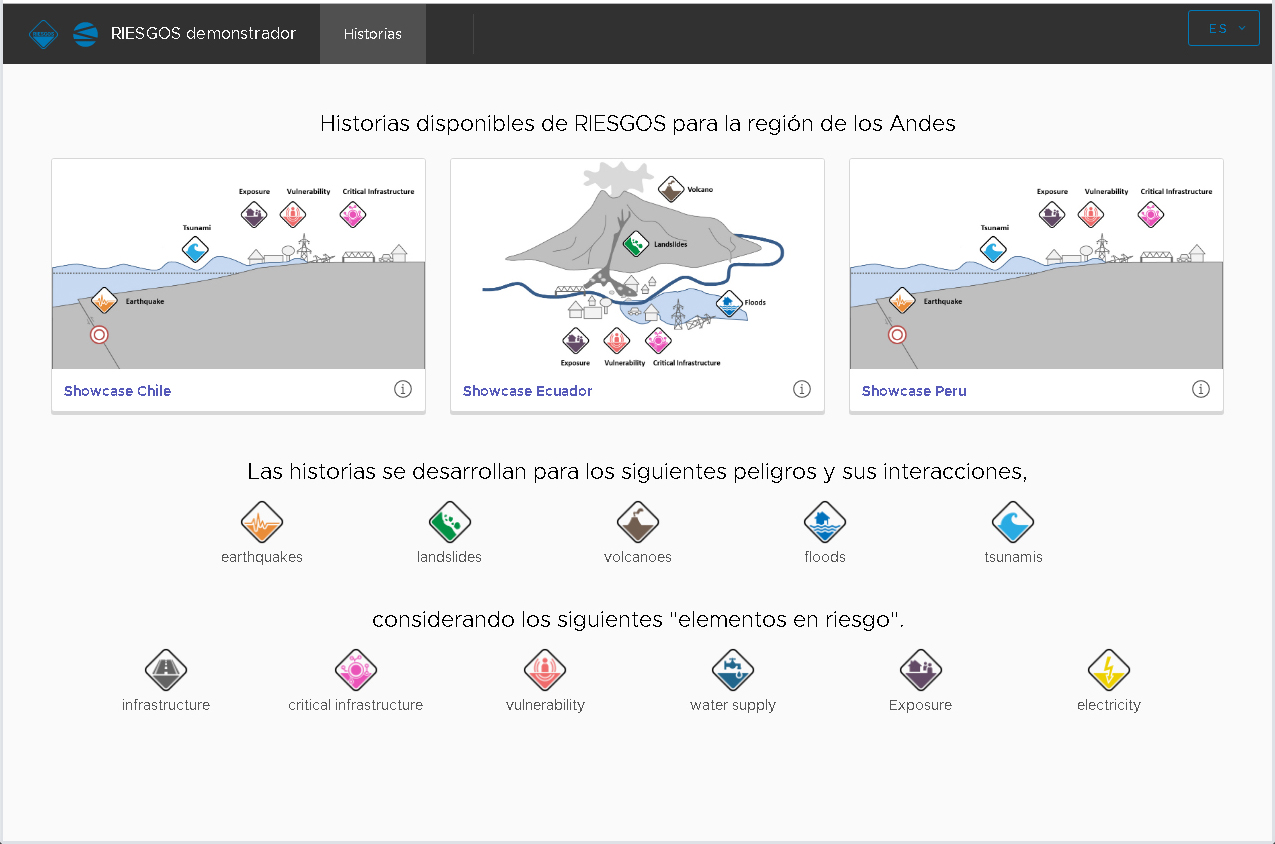 RIESGOS demonstrador
Historias
ES
Historias disponibles de RIESGOS para la región de los Andes
Exposure Vulnerability Critical Infrastructure
Tsunami
Earthquake
Showcase Chile
Volcano
Landslides
Floods
Exposure Vulnerability Critical Infrastructure
Showcase Ecuador
Exposure Vulnerability Critical Infrastructure
Tsunami
Earthquake
Showcase Peru
Las historias se desarrollan para los siguientes peligros y sus interacciones,
earthquakes landslides volcanoes floods tsunamis
considerando los siguientes "elementos en riesgo".
infrastructure critical infrastructure vulnerability water supply Exposure electricity